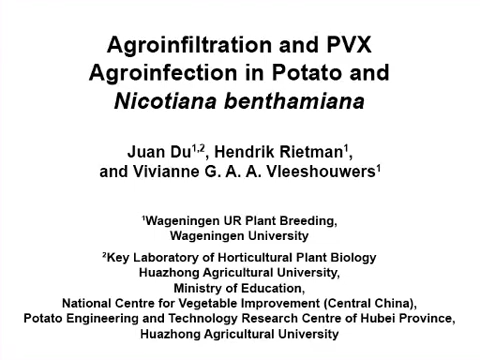 Agroinfiltration and PVX
Agroinfection in Potato and
Nicotiana benthamiana
Juan Du1,2, Hendrik Rietman1,
and Vivianne G. A. A. Vleeshouwers1
1Wageningen UR Plant Breeding,
Wageningen University
2Key Laboratory of Horticultural Plant Biology
Huazhong Agricultural University,
Ministry of Education,
National Centre for Vegetable Improvement (Central China),
Potato Engineering and Technology Research Centre of Hubei Province,
Huazhong Agricultural University